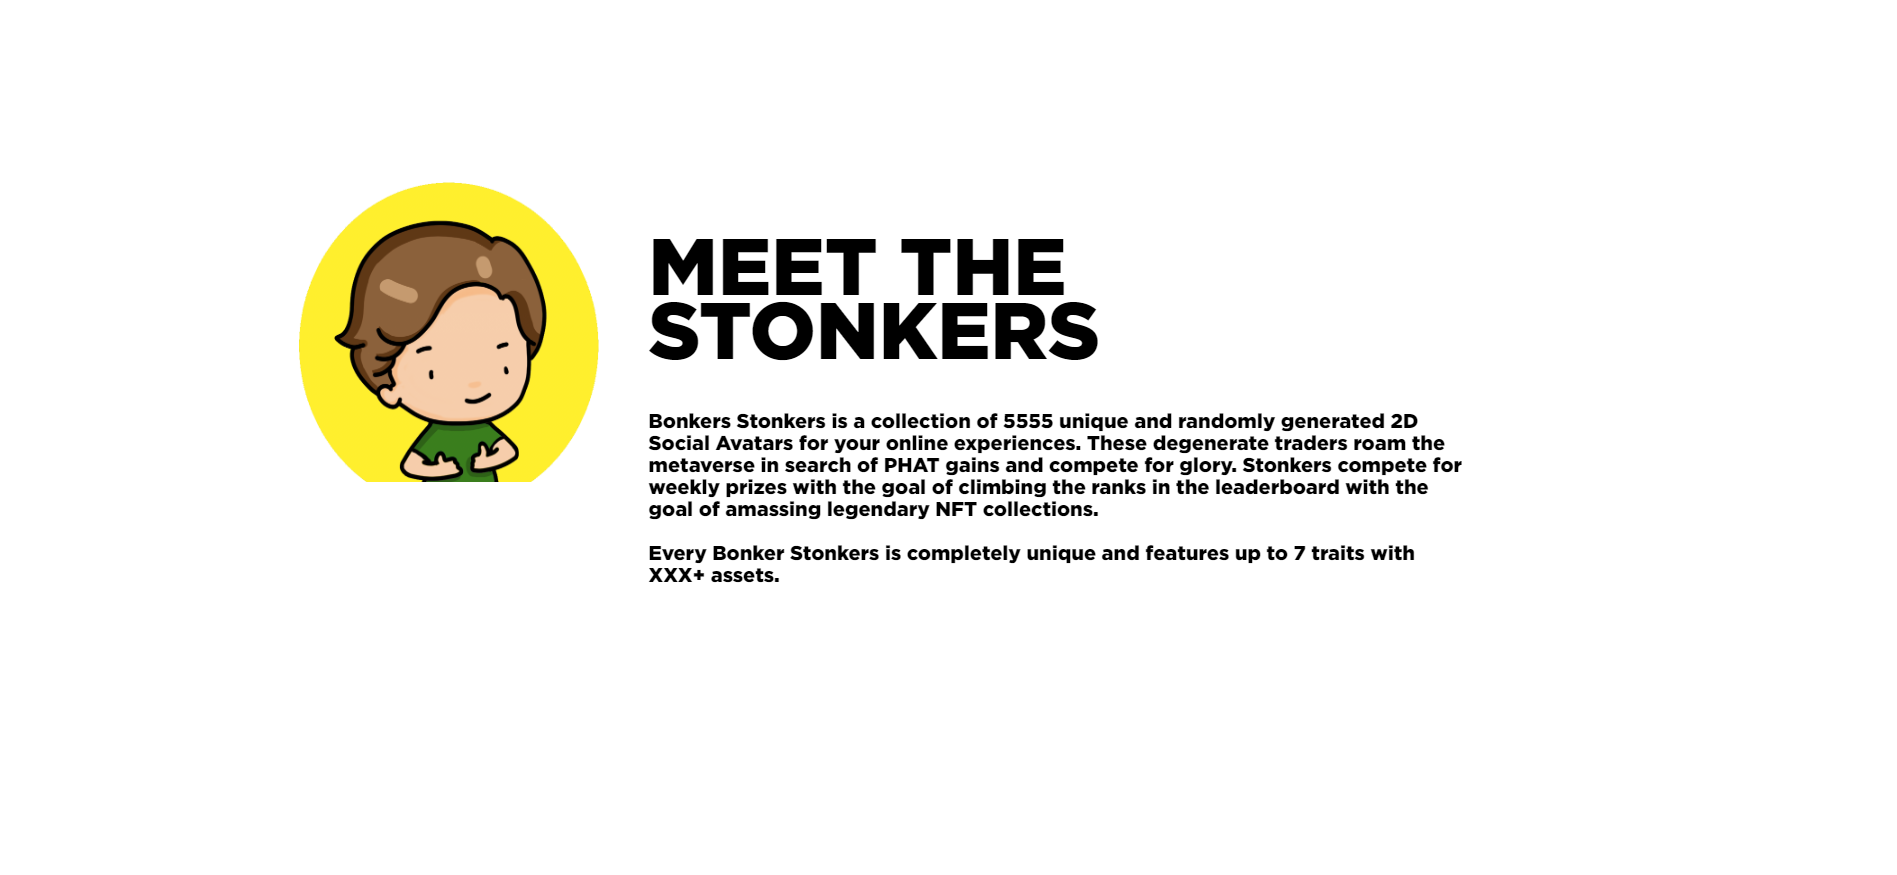 MEET THE
STONKERS
Bonkers Stonkers is a collection of 5555 unique and randomly generated 2D
Social Avatars for your online experiences. These degenerate traders roam the
metaverse in search of PHAT gains and compete for glory. Stonkers compete for
weekly prizes with the goal of climbing the ranks in the leaderboard with the
goal of amassing legendary NFT collections.
Every Bonker Stonkers is completely unique and features up to 7 traits with
XXX+ assets.